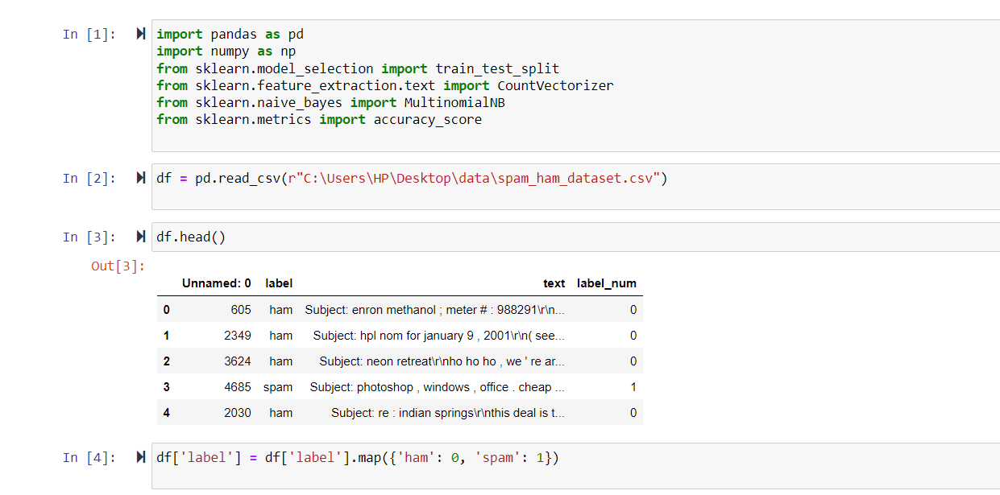 In [1]:
import pandas as pd
import numpy as np
from sklearn.model_selection import train_test_split
from sklearn.feature_extraction.text import CountVectorizer
from sklearn.naive_bayes import MultinomialNB
from sklearn.metrics import accuracy_score
In [2]:
df = pd.read_csv(r"C:\Users\HP\Desktop\data\spam_ham_dataset.csv")
In [3]:
df.head()
Out[3]:
Unnamed: 0 label text label_num
0 605 ham Subject: enron methanol ; meter # : 988291\r\n... 0
1 2349 ham Subject: hpl nom for january 9 , 2001\r\n( see... 0
2 3624 ham Subject: neon retreat\r\nho ho ho , we ' re ar... 0
3 4685 spam Subject: photoshop , windows , office . cheap ... 1
4 2030 ham Subject: re : indian springs\r\nthis deal is t... 0
In [4]:
df['label'] = df['label'].map({'ham': 0, 'spam': 1})